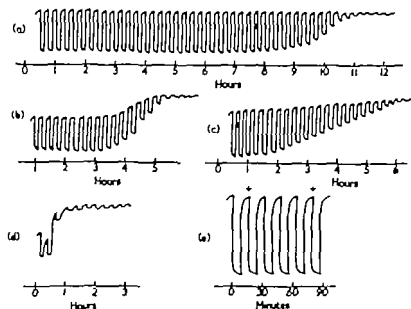 (a)
0 1 2 3 4 5 6 7 8 9 10 11 12
Hours
(b)
1 2 3 4 5
Hours
(c)
0 1 2 3 4 5 6
Hours
(d)
0 1 2 3
Hours
(e)
+ +
0 30 60 90
Minutes